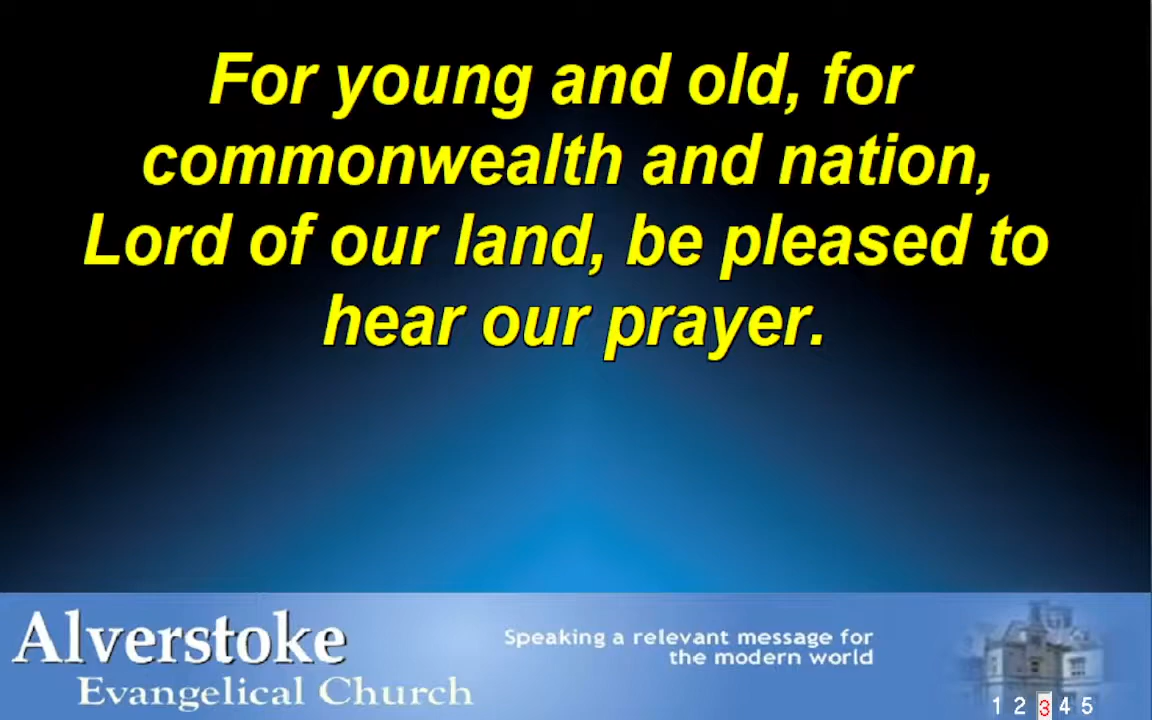 For young and old, for
commonwealth and nation,
Lord of our land, be pleased to
hear our prayer.
Alverstoke
Evangelical Church
Speaking a relevant message for
the modern world
1 2 3 4 5